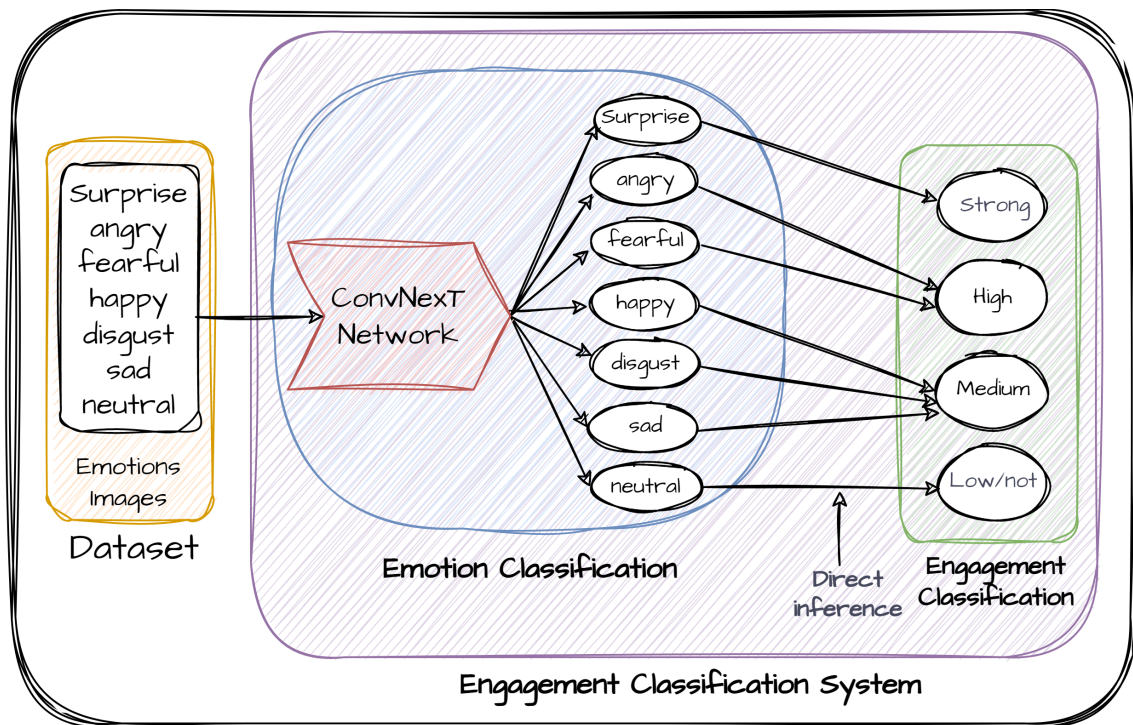 Surprise
angry
fearful
happy
disgust
sad
neutral
Emotions
Images
Dataset
ConvNexT
Network
Surprise
angry
fearful
happy
disgust
sad
neutral
Emotion Classification
Direct
inference
Strong
High
Medium
Low/not
Engagement
Classification
Engagement Classification System